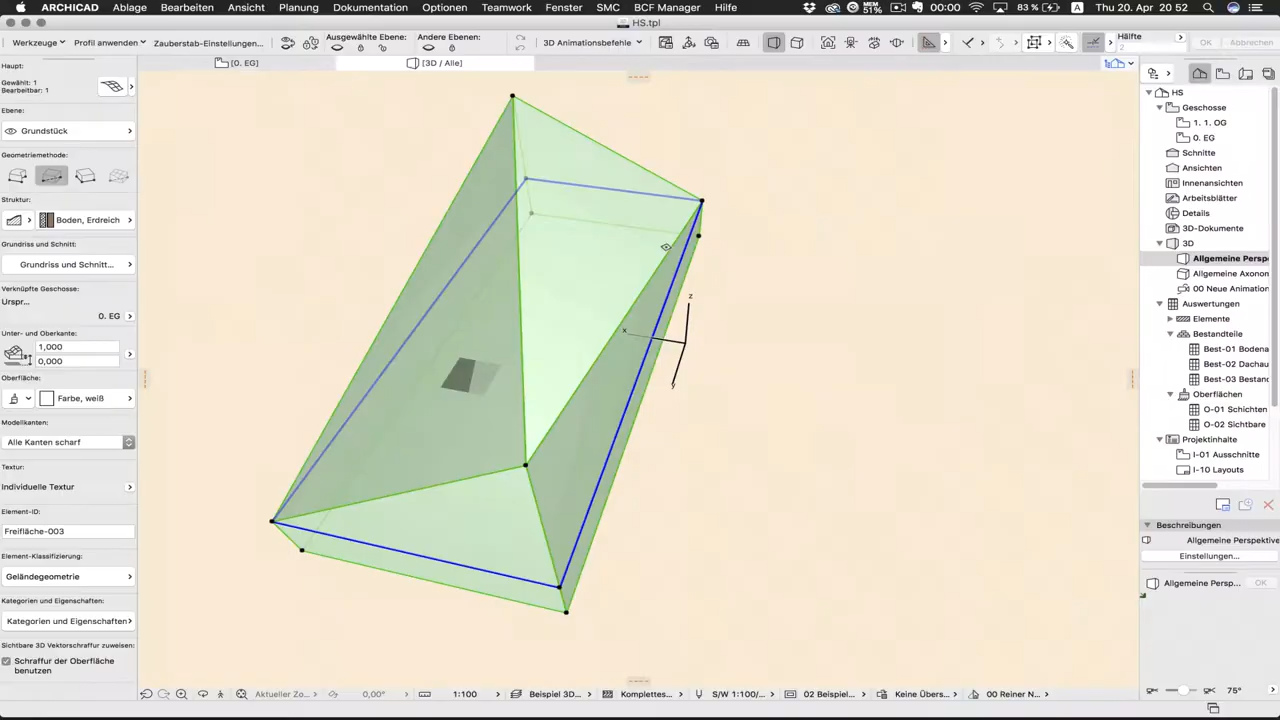 ARCHICAD Ablage Bearbeiten Ansicht Planung Dokumentation Optionen Teamwork Fenster SMC BCF Manager Hilfe MEM 51% 00:00 83 % A Thu 20. Apr 20 52
HS.tpl
Werkzeuge Profil anwenden Zauberstab-Einstellungen... Ausgewählte Ebene: Andere Ebenen: 3D Animationsbefehle Hälfte 2 OK Abbrechen
[0. EG] [3D / Alle]
Haupt:
Gewählt: 1
Bearbeitbar: 1
Ebene:
Grundstück
Geometriemethode:
Struktur:
Boden, Erdreich
Grundriss und Schnitt:
Grundriss und Schnitt...
Verknüpfte Geschosse:
Urspr...
0. EG
Unter- und Oberkante:
1,000
0,000
Oberfläche:
Farbe, weiß
Modellkanten:
Alle Kanten scharf
Textur:
Individuelle Textur
Element-ID:
Freifläche-003
Element-Klassifizierung:
Geländegeometrie
Kategorien und Eigenschaften:
Kategorien und Eigenschaften
Sichtbare 3D Vektorschraffur zuweisen:
Schraffur der Oberfläche
benutzen
z
x
y
HS
Geschosse
1. 1. OG
0. EG
Schnitte
Ansichten
Innenansichten
Arbeitsblätter
Details
3D-Dokumente
3D
Allgemeine Persp
Allgemeine Axonon
00 Neue Animation
Auswertungen
Elemente
Bestandteile
Best-01 Bodena
Best-02 Dachau
Best-03 Bestand
Oberflächen
O-01 Schichten
O-02 Sichtbare
Projektinhalte
I-01 Ausschnitte
I-10 Layouts
Beschreibungen
Allgemeine Perspektive
Einstellungen...
Allgemeine Persp... OK
Aktueller Zo... 0,00° 1:100 Beispiel 3D... Komplettes... S/W 1:100/... 02 Beispiel... Keine Übers... 00 Reiner N... 75°